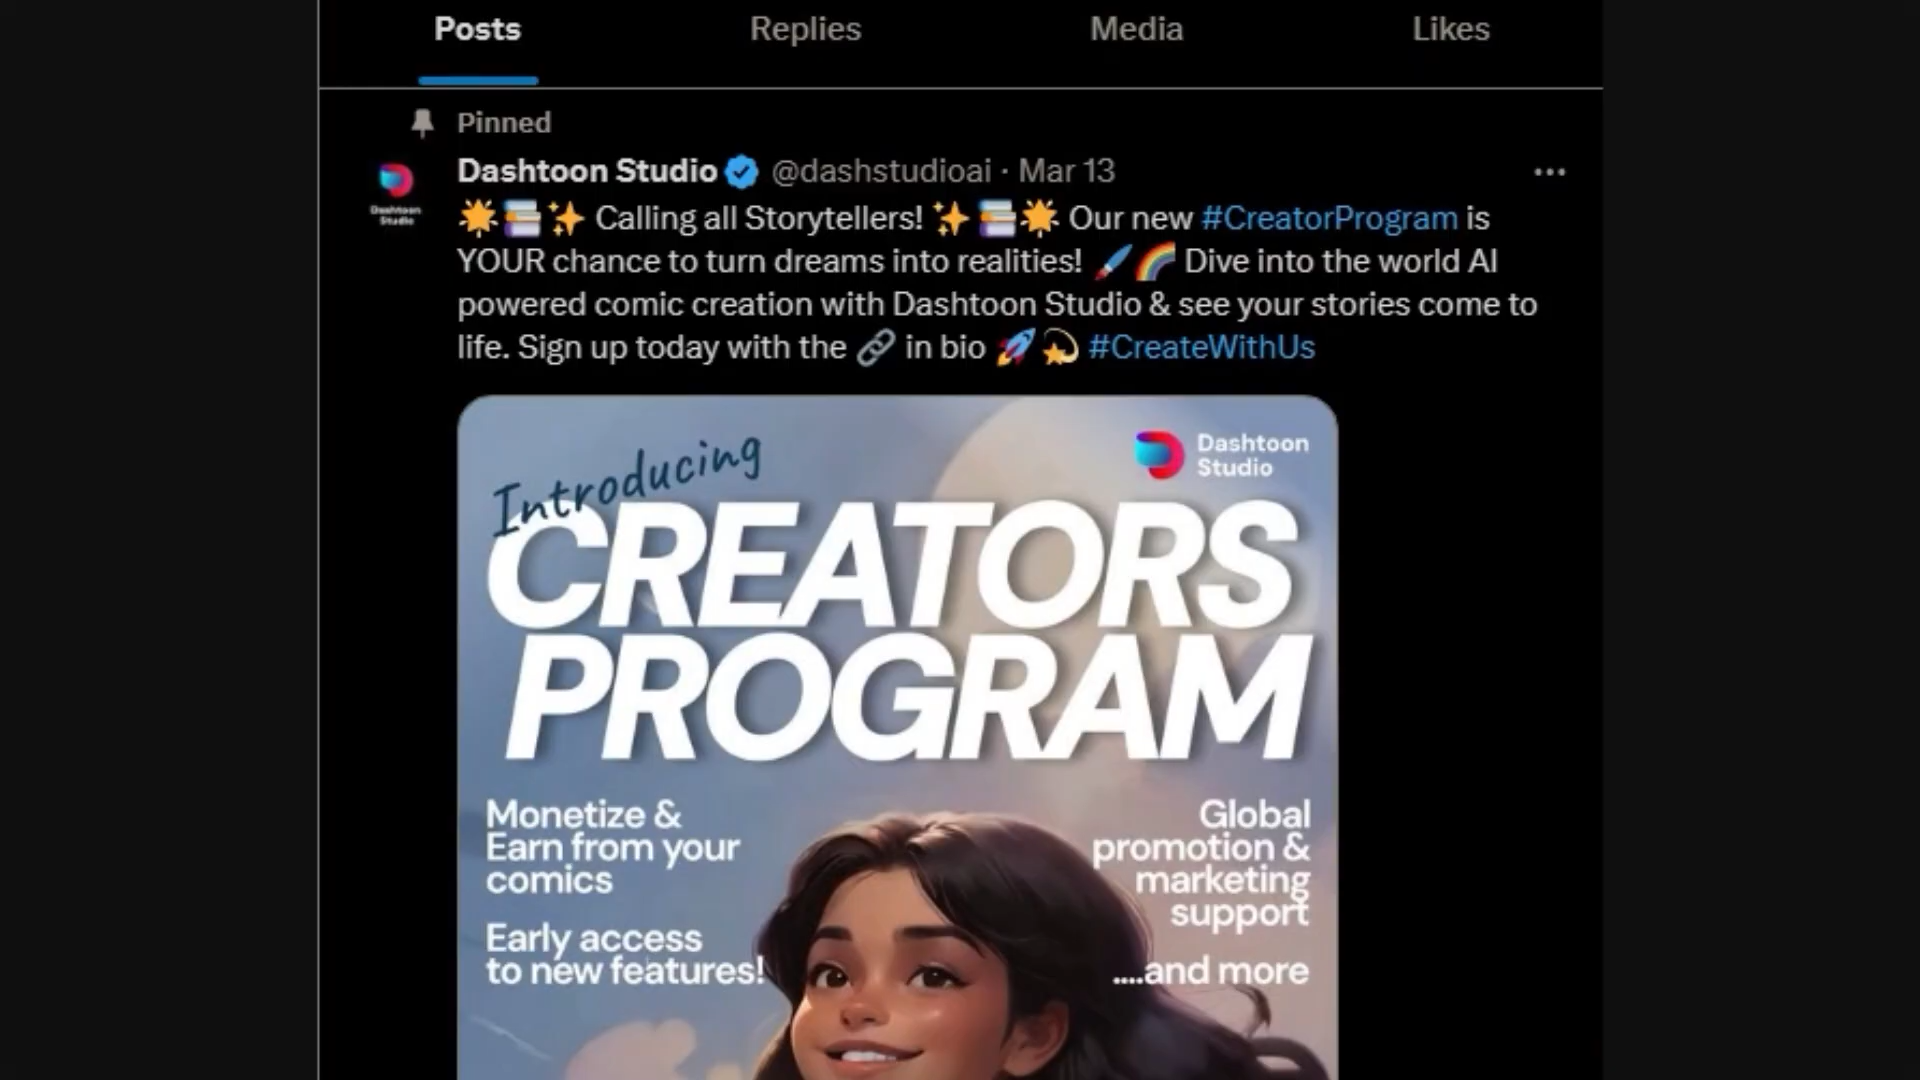 Posts Replies Media Likes
Pinned
Dashtoon Studio @dashstudioai · Mar 13
Dashtoon
Studio
🌟📚✨ Calling all Storytellers! ✨📚🌟 Our new #CreatorProgram is
YOUR chance to turn dreams into realities! 🖌️🌈 Dive into the world AI
powered comic creation with Dashtoon Studio & see your stories come to
life. Sign up today with the 🔗 in bio 🚀💫 #CreateWithUs
Introducing
Dashtoon
Studio
CREATORS
PROGRAM
Monetize &
Earn from your
comics
Early access
to new features!
Global
promotion &
marketing
support
....and more